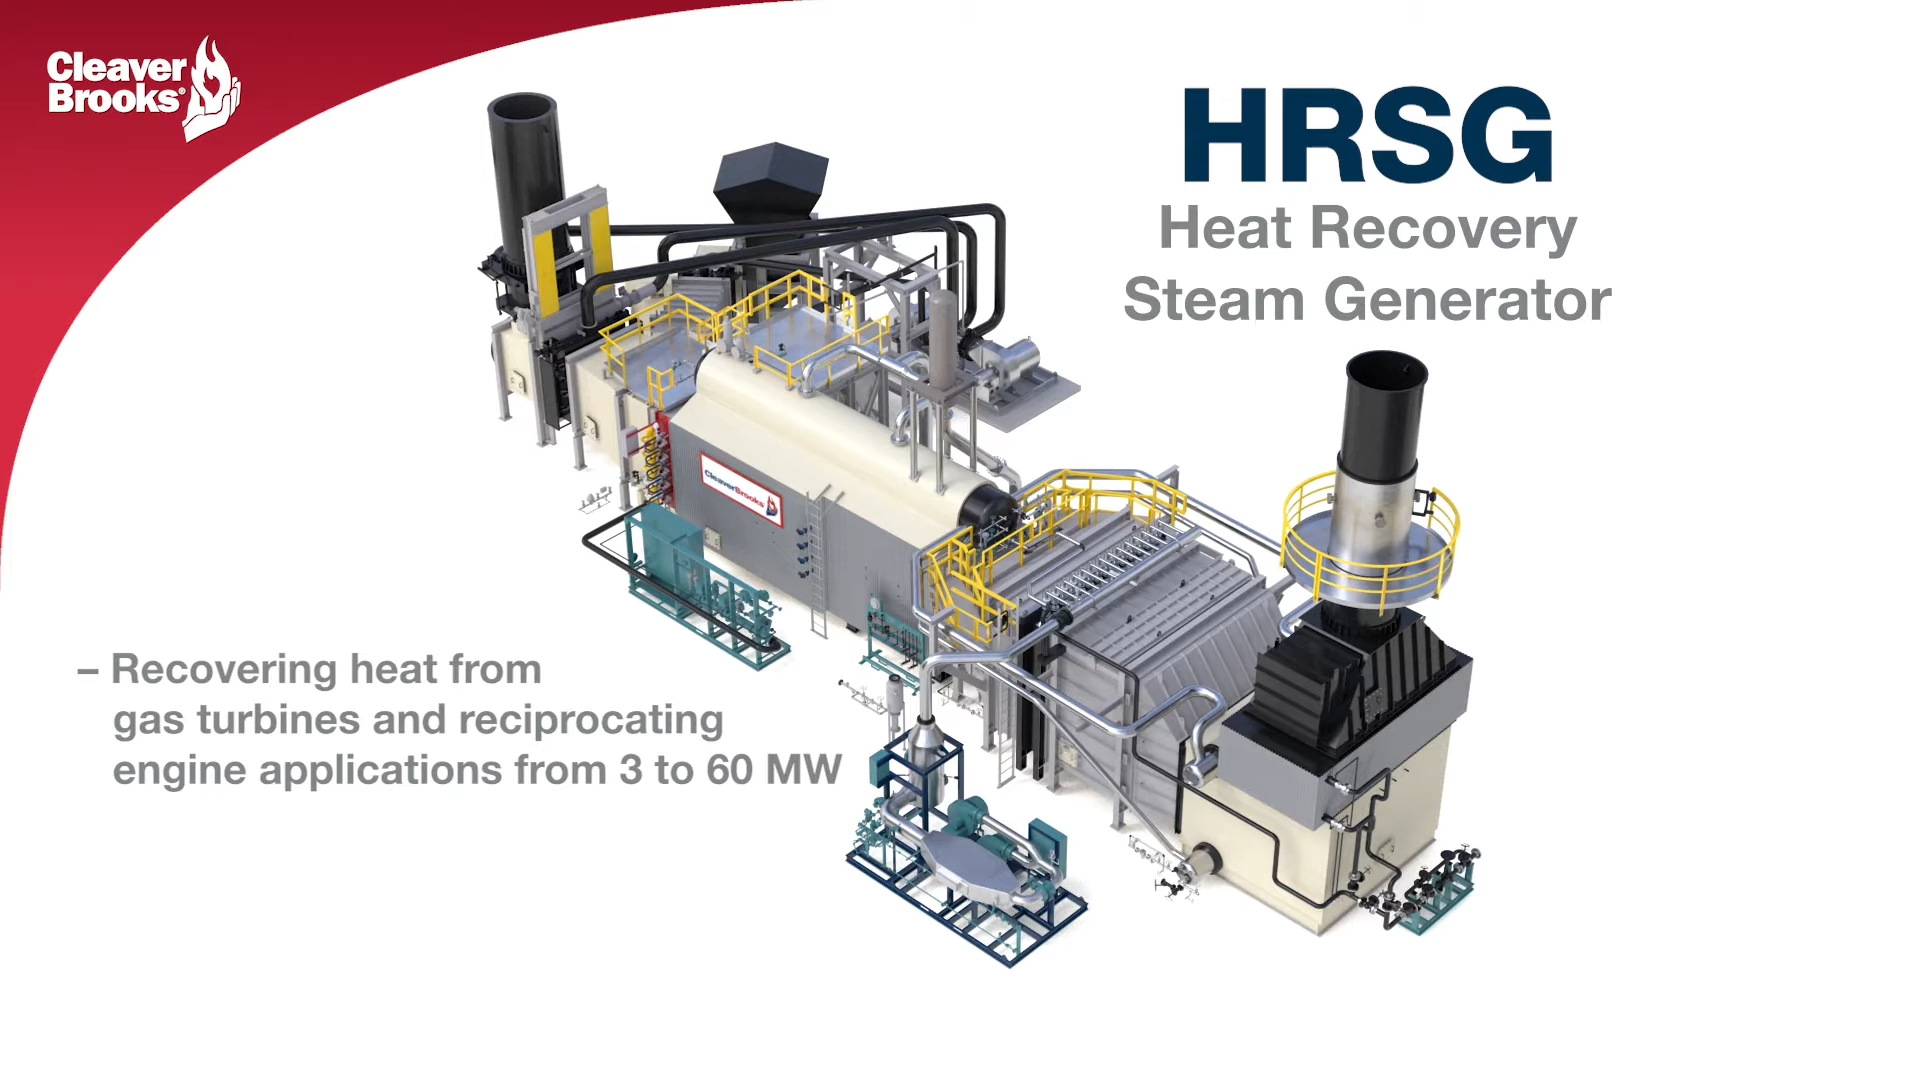 Cleaver
Brooks®
HRSG
Heat Recovery
Steam Generator
CleaverBrooks
– Recovering heat from
gas turbines and reciprocating
engine applications from 3 to 60 MW